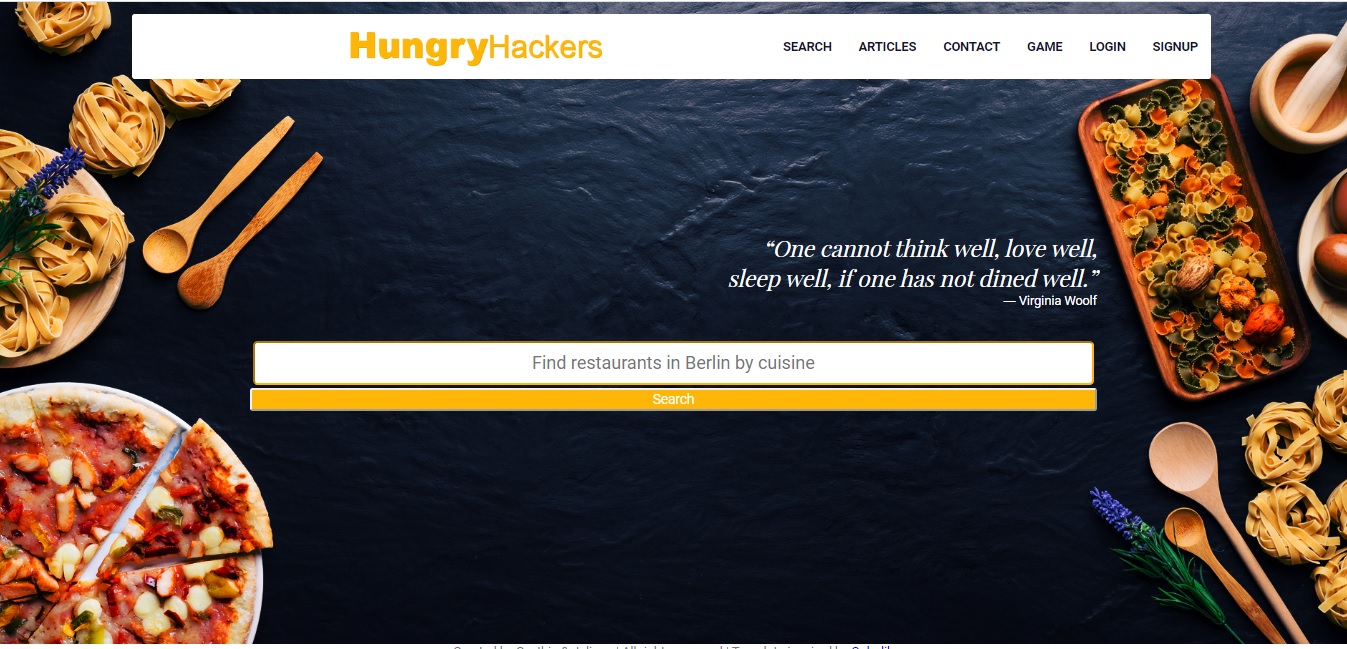 HungryHackers
SEARCH ARTICLES CONTACT GAME LOGIN SIGNUP
“One cannot think well, love well,
sleep well, if one has not dined well.”
— Virginia Woolf
Find restaurants in Berlin by cuisine
Search